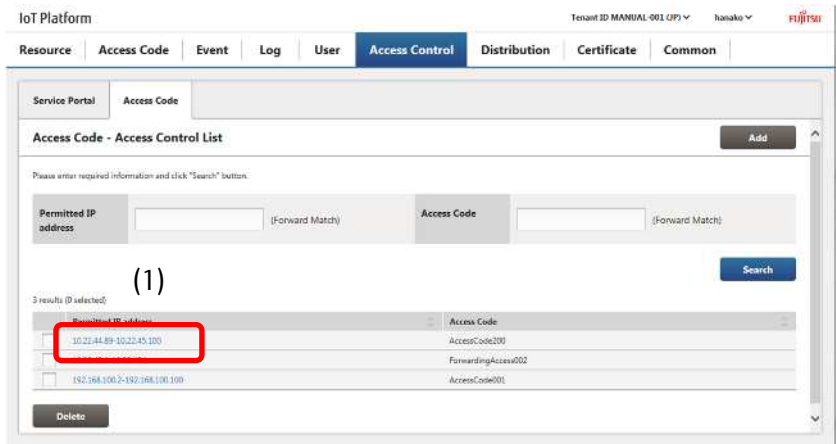 IoT Platform
Tenant ID MANUAL-001 (JP) hanako FUJITSU
Resource Access Code Event Log User Access Control Distribution Certificate Common
Service Portal Access Code
Access Code - Access Control List Add
Please enter required information and click "Search" button.
Permitted IP address (Forward Match) Access Code (Forward Match)
Search
(1)
3 results (0 selected)
Permitted IP address Access Code
10.22.44.89-10.22.45.100 AccessCode200
ForwardingAccess002
192.168.100.2-192.168.100.100 AccessCode001
Delete